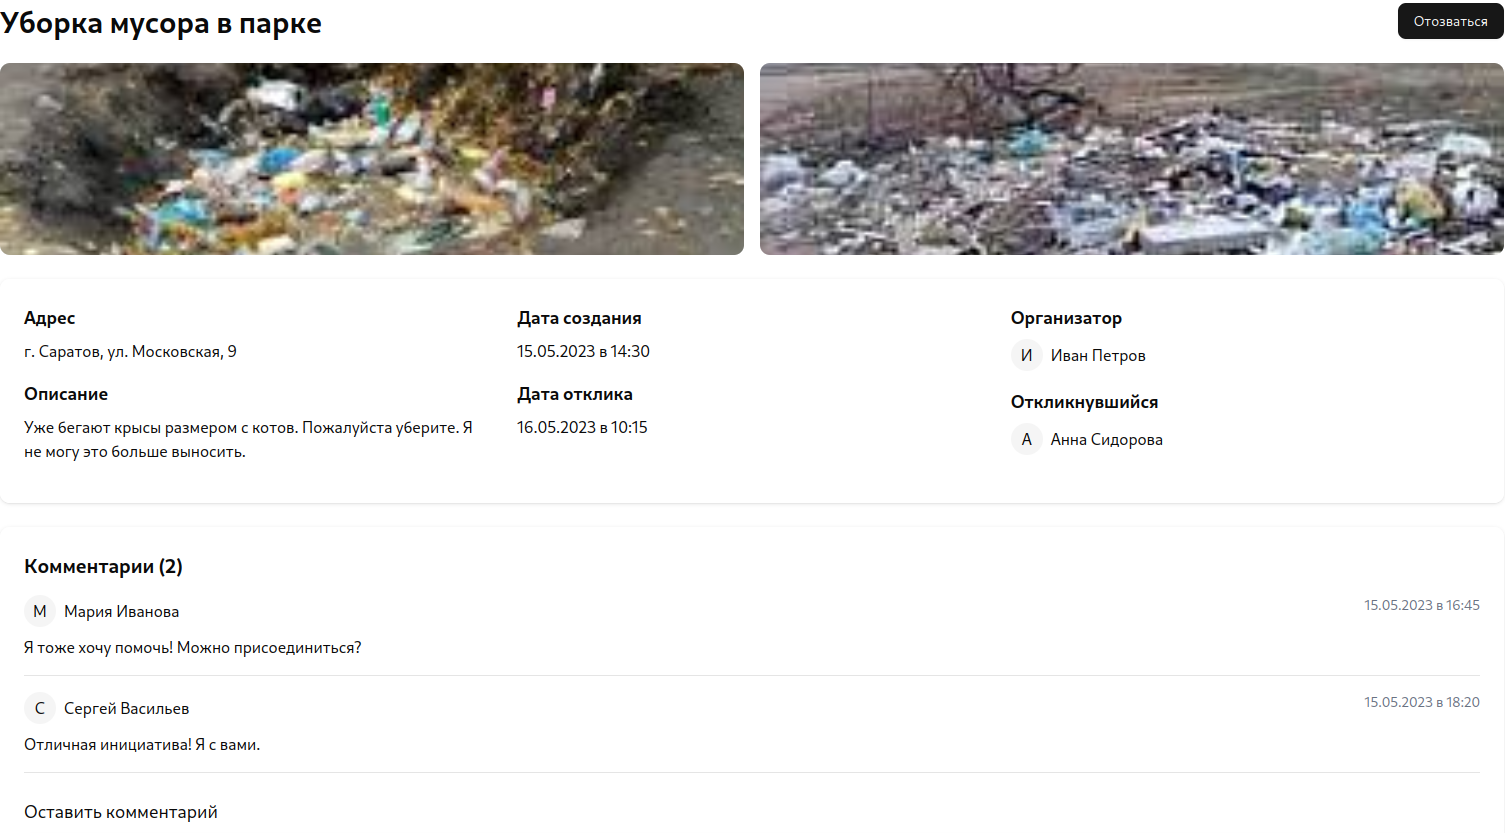 Уборка мусора в парке
Отозваться
Адрес
г. Саратов, ул. Московская, 9
Описание
Уже бегают крысы размером с котов. Пожалуйста уберите. Я
не могу это больше выносить.
Дата создания
15.05.2023 в 14:30
Дата отклика
16.05.2023 в 10:15
Организатор
И Иван Петров
Откликнувшийся
А Анна Сидорова
Комментарии (2)
М Мария Иванова
15.05.2023 в 16:45
Я тоже хочу помочь! Можно присоединиться?
С Сергей Васильев
15.05.2023 в 18:20
Отличная инициатива! Я с вами.
Оставить комментарий